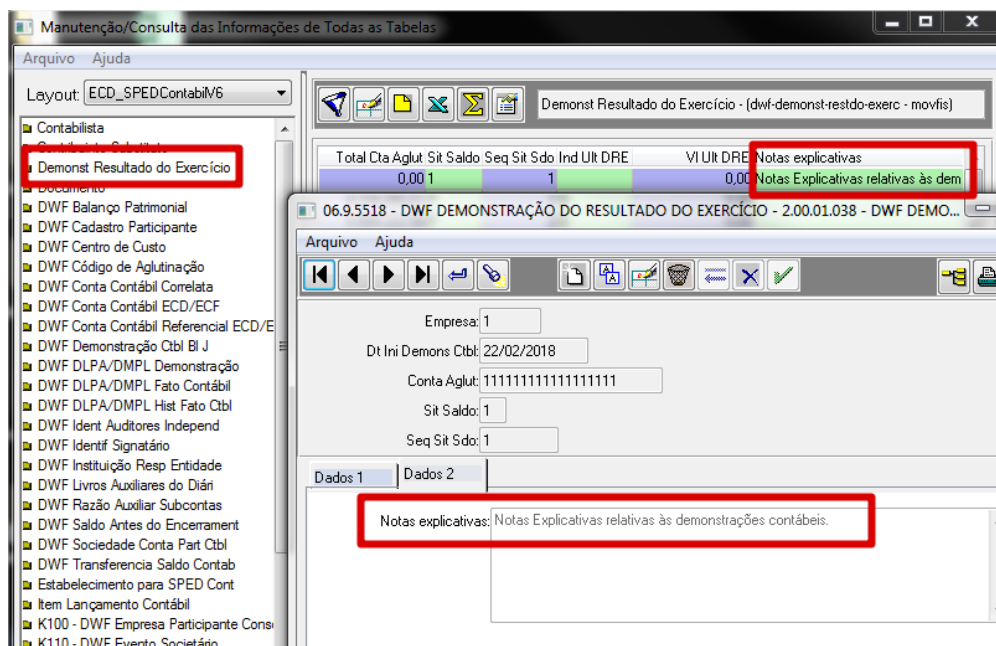 Manutenção/Consulta das Informações de Todas as Tabelas
Arquivo Ajuda
Layout: ECD_SPEDContabilV6
Demonst Resultado do Exercício - (dwf-demonst-restdo-exerc - movfis)
Contabilista
Demonst Resultado do Exercício
Documento
DWF Balanço Patrimonial
DWF Cadastro Participante
DWF Centro de Custo
DWF Código de Aglutinação
DWF Conta Contábil Correlata
DWF Conta Contábil ECD/ECF
DWF Conta Contábil Referencial ECD/E
DWF Demonstração Ctbl Bl J
DWF DLPA/DMPL Demonstração
DWF DLPA/DMPL Fato Contábil
DWF DLPA/DMPL Hist Fato Ctbl
DWF Ident Auditores Independ
DWF Identif Signatário
DWF Instituição Resp Entidade
DWF Livros Auxiliares do Diári
DWF Razão Auxiliar Subcontas
DWF Saldo Antes do Encerrament
DWF Sociedade Conta Part Ctbl
DWF Transferencia Saldo Contab
Estabelecimento para SPED Cont
Item Lançamento Contábil
K100 - DWF Empresa Participante Cons
K110 - DWF Evento Societário
Total Cta Aglut Sit Saldo Seq Sit Sdo Ind Ult DRE Vl Ult DRE Notas explicativas
0,00 1 1 0,00 Notas Explicativas relativas às dem
06.9.5518 - DWF DEMONSTRAÇÃO DO RESULTADO DO EXERCÍCIO - 2.00.01.038 - DWF DEMO...
Arquivo Ajuda
Empresa: 1
Dt Ini Demons Ctbl: 22/02/2018
Conta Aglut: 111111111111111111
Sit Saldo: 1
Seq Sit Sdo: 1
Dados 1 Dados 2
Notas explicativas: Notas Explicativas relativas às demonstrações contábeis.